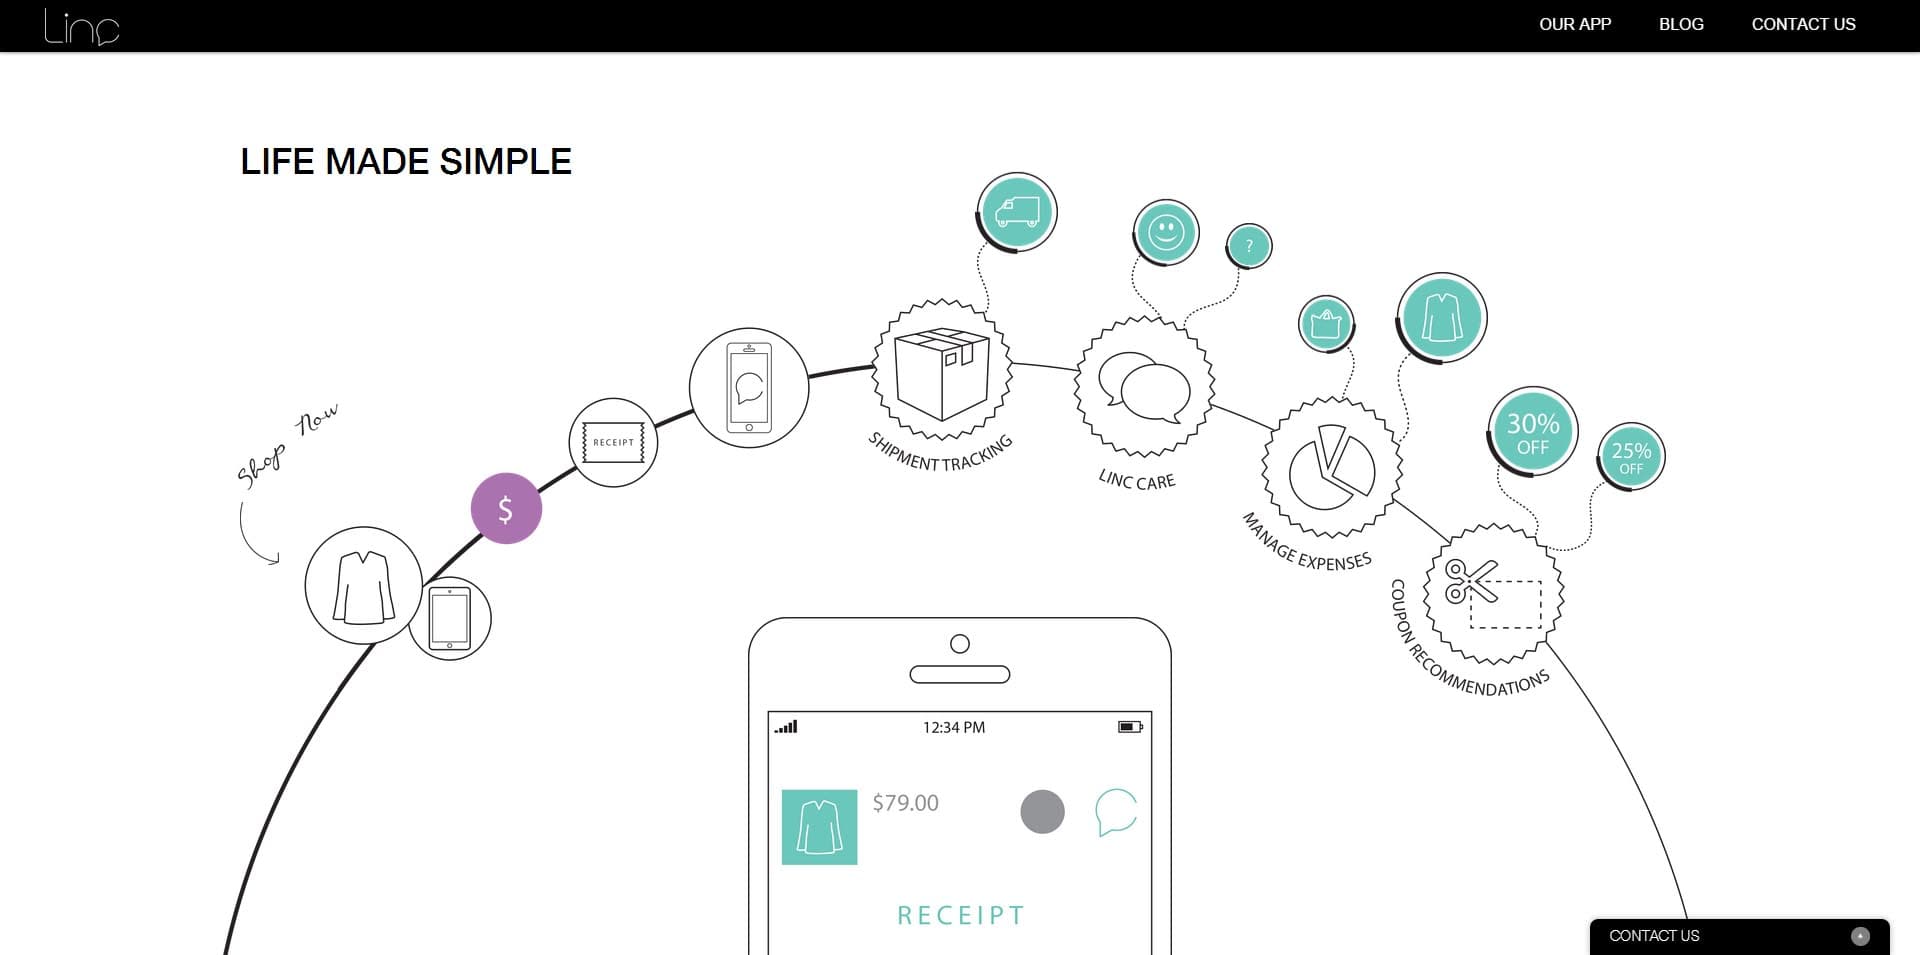 Linc
OUR APP
BLOG
CONTACT US
LIFE MADE SIMPLE
Shop Now
$
RECEIPT
SHIPMENT TRACKING
?
LINC CARE
MANAGE EXPENSES
30%
OFF
25%
OFF
COUPON RECOMMENDATIONS
12:34 PM
$79.00
RECEIPT
CONTACT US